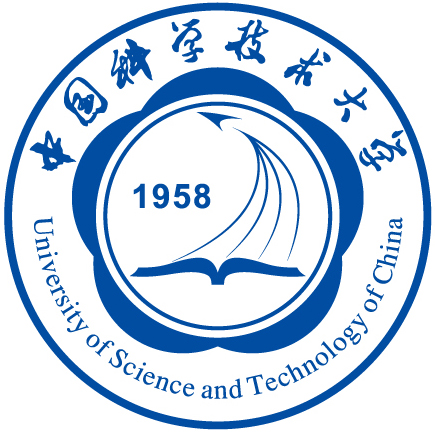 中国科学技术大学
1958
University of Science and Technology of China